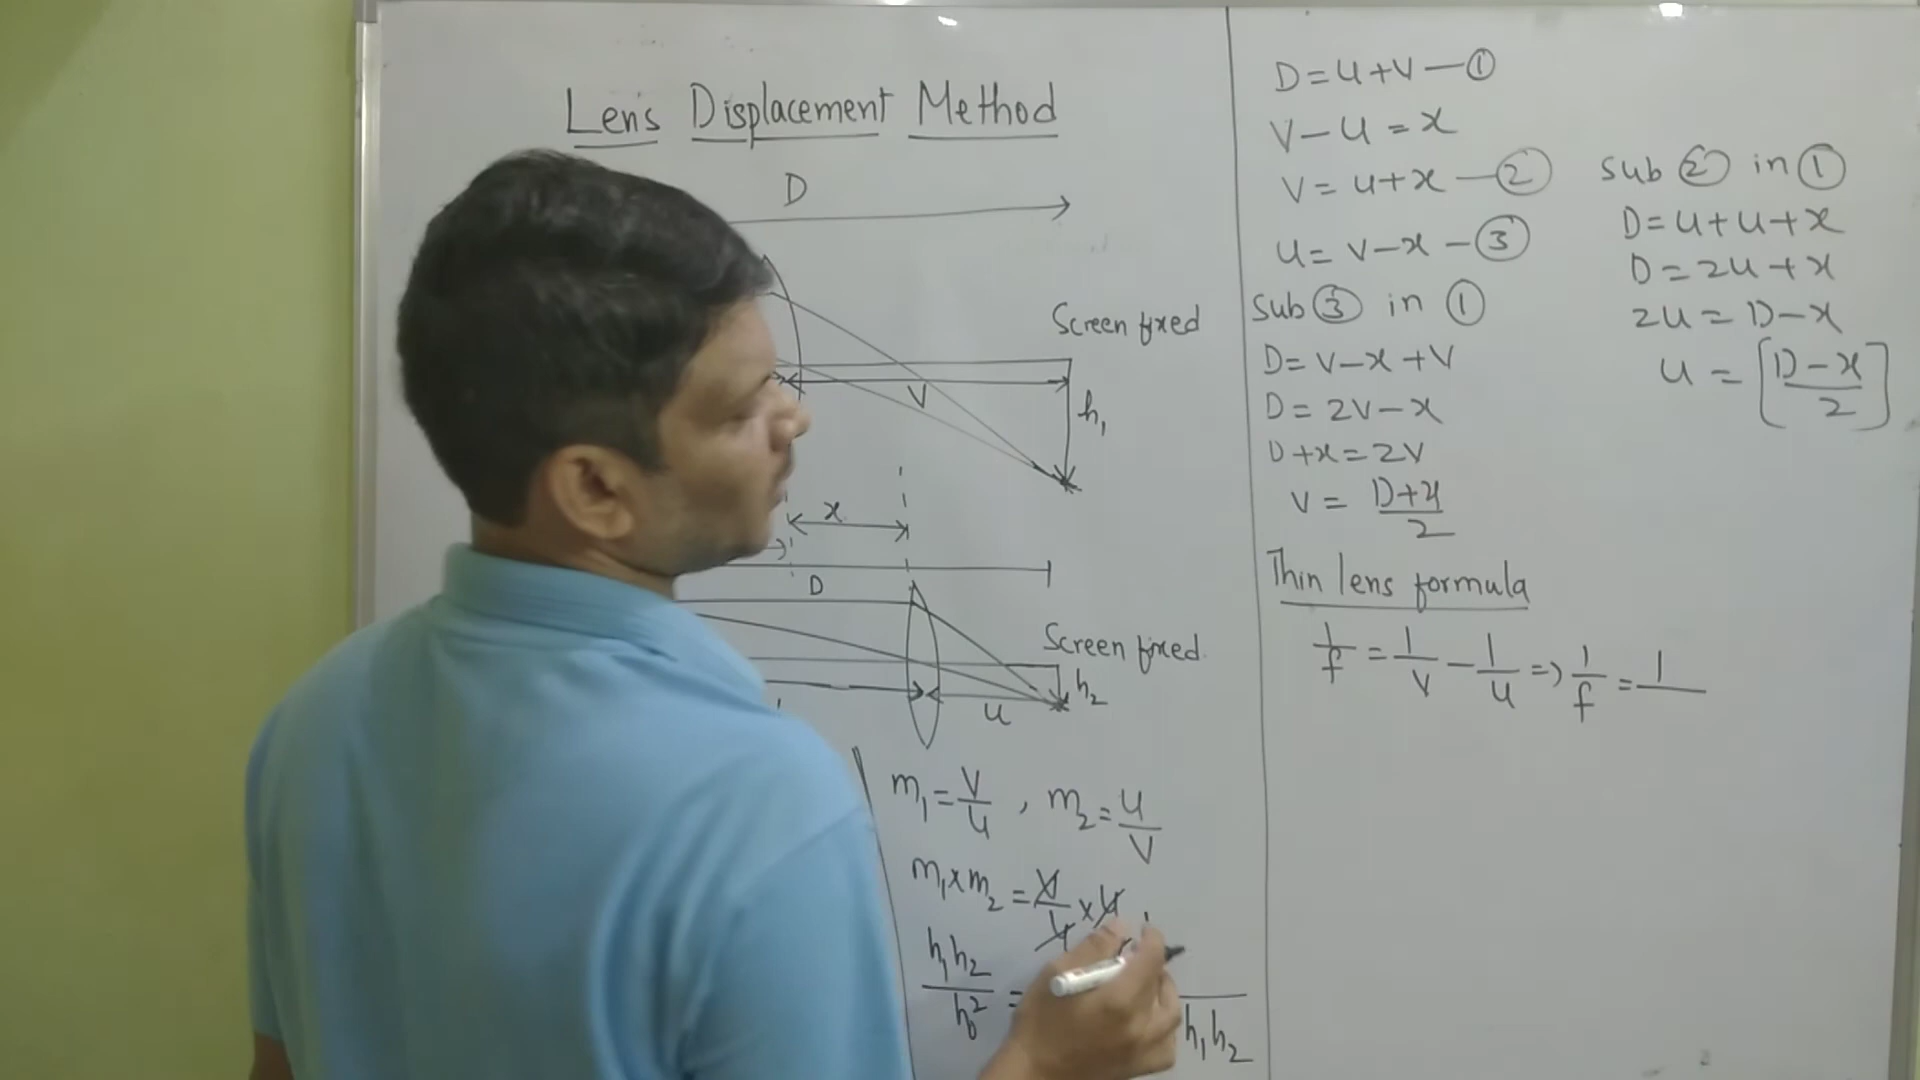 Lens Displacement Method
D
Screen fixed
V
h₁
x
D
Screen fixed
h₂
u
m₁ = V/u , m₂ = u/V
m₁ x m₂ = V/u x u
h₁h₂/h₀² =
h₁h₂
D = u + V — ①
V — u = x
V = u + x — ②
u = V — x — ③
Sub ③ in ①
D = V — x + V
D = 2V — x
D + x = 2V
V = D+x/2
Sub ② in ①
D = u + u + x
D = 2u + x
2u = D — x
u = [D — x/2]
Thin lens formula
1/f = 1/V — 1/u => 1/f = 1/